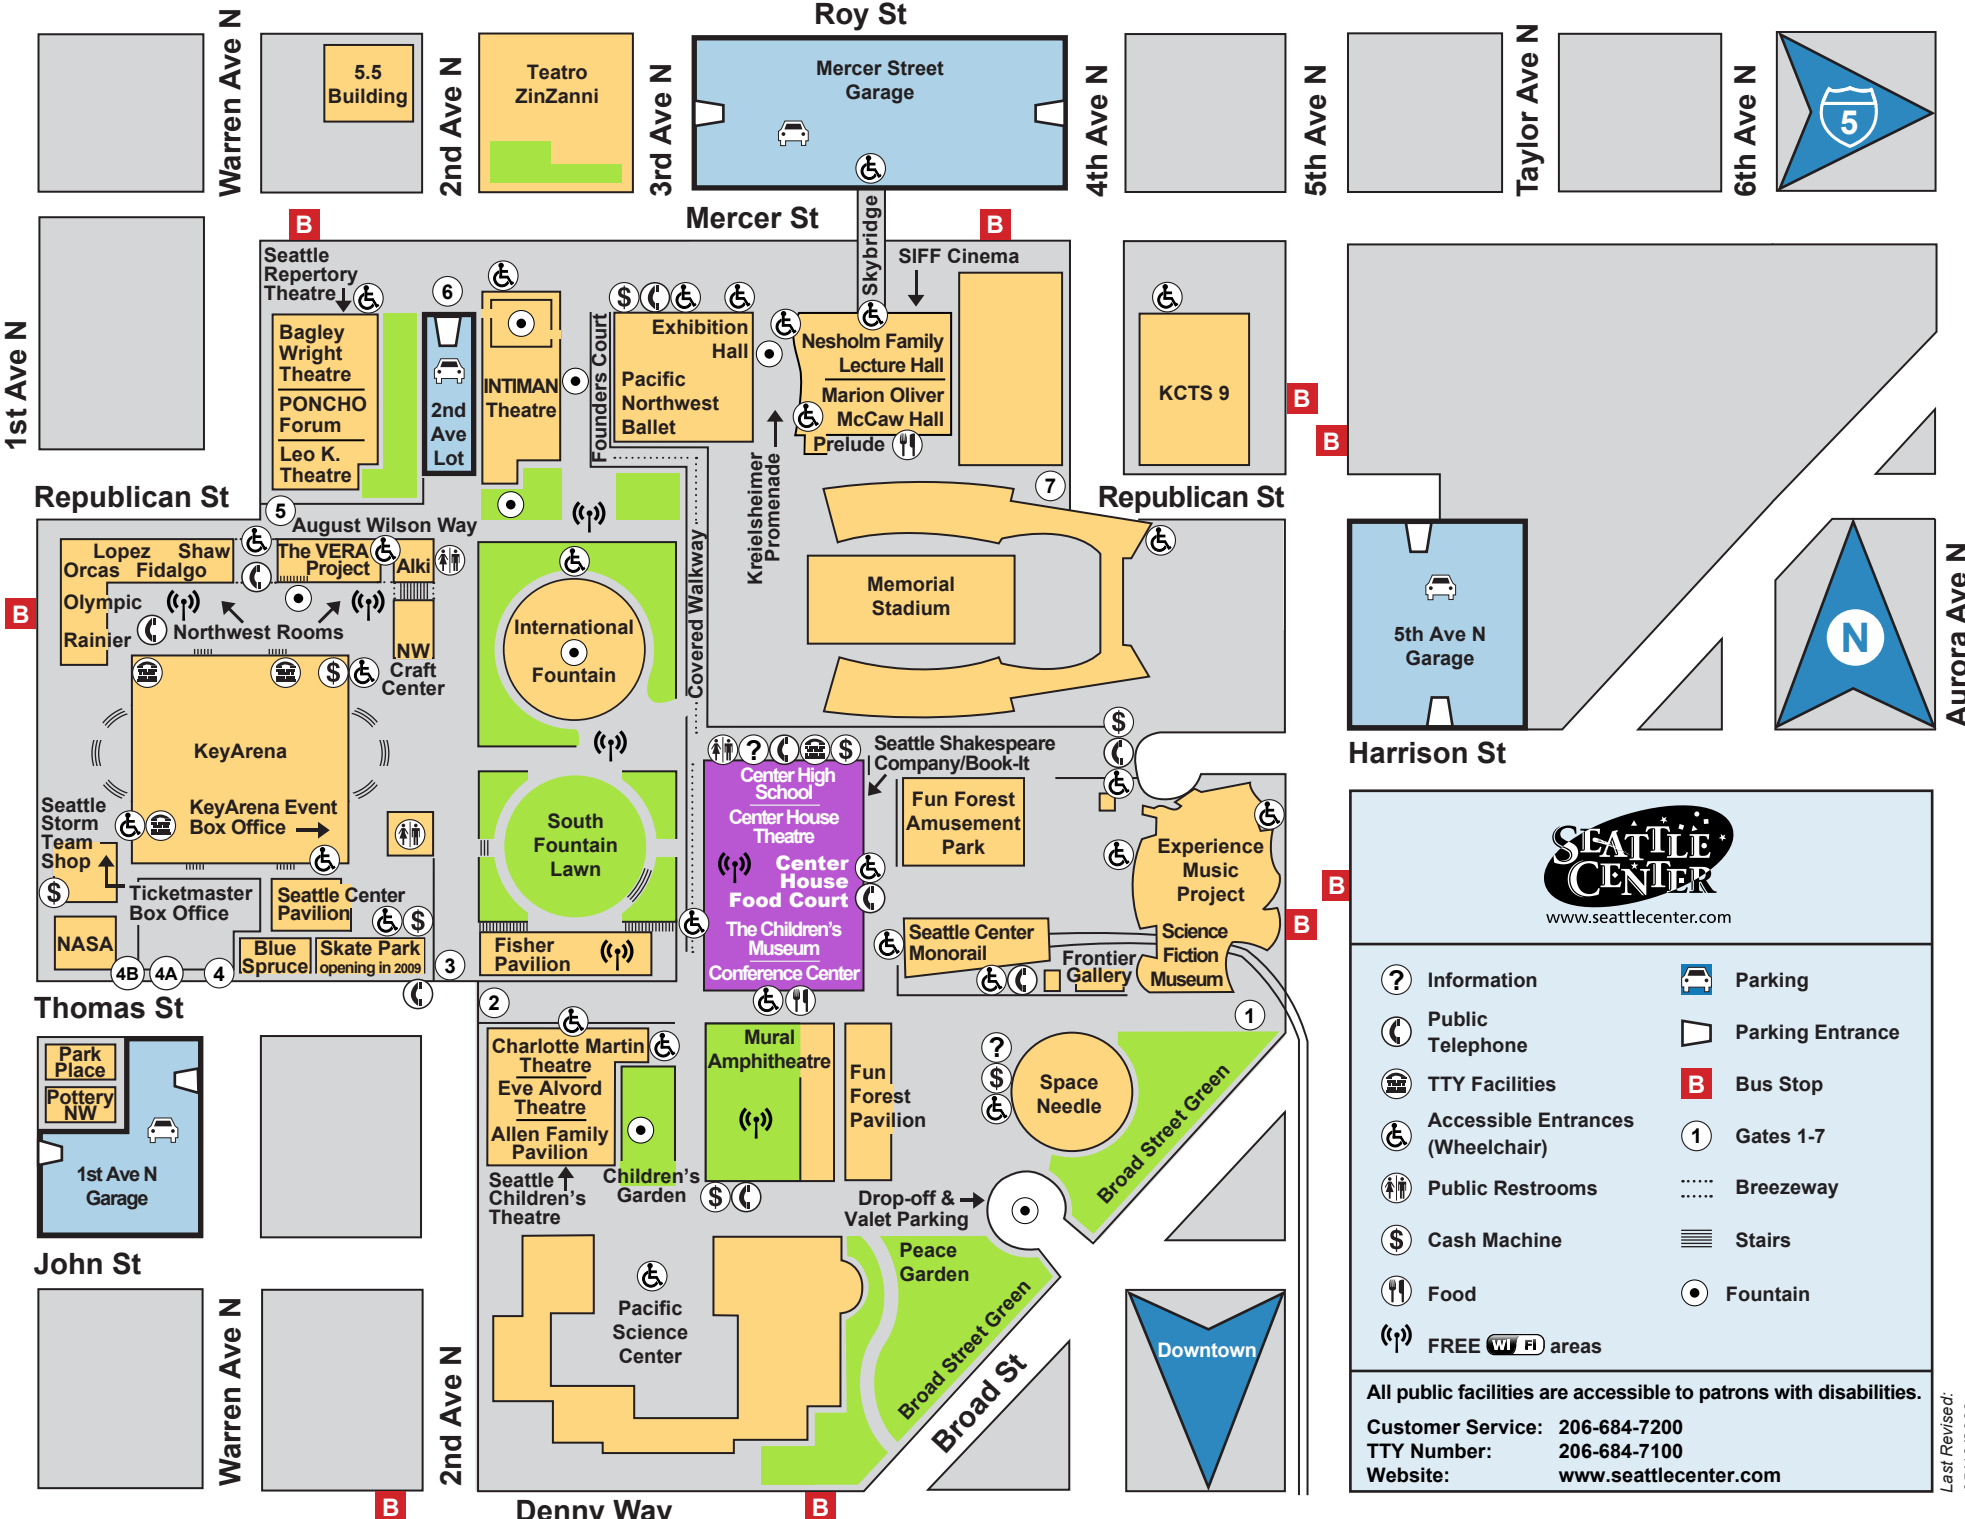 Roy St
Warren Ave N
2nd Ave N
3rd Ave N
4th Ave N
5th Ave N
Taylor Ave N
6th Ave N
5.5
Building
Teatro
ZinZanni
Mercer Street
Garage
5
Mercer St
B
B
Skybridge
SIFF Cinema
Seattle
Repertory
Theatre
6
1st Ave N
Bagley
Wright
Theatre
PONCHO
Forum
Leo K.
Theatre
2nd
Ave
Lot
INTIMAN
Theatre
Founders Court
$
Exhibition
Hall
Pacific
Northwest
Ballet
Kreielsheimer
Promenade
Nesholm Family
Lecture Hall
Marion Oliver
McCaw Hall
Prelude
KCTS 9
B
B
7
Republican St
Republican St
5
August Wilson Way
Lopez Shaw
Orcas Fidalgo
Olympic
Rainier
The VERA
Project
Alki
Northwest Rooms
NW
Craft
Center
B
$
International
Fountain
Covered Walkway
Memorial
Stadium
5th Ave N
Garage
N
Aurora Ave N
Harrison St
KeyArena
KeyArena Event
Box Office
Seattle
Storm
Team
Shop
$
Ticketmaster
Box Office
Seattle Center
Pavilion
$
NASA
Blue
Spruce
Skate Park
opening in 2009
4B
4A
4
3
Thomas St
South
Fountain
Lawn
Fisher
Pavilion
2
?
$
Center High
School
Center House
Theatre
Center
House
Food Court
The Children's
Museum
Conference Center
Seattle Shakespeare
Company/Book-It
$
Fun Forest
Amusement
Park
Experience
Music
Project
Science
Fiction
Museum
Seattle Center
Monorail
Frontier
Gallery
B
B
1
Park
Place
Pottery
NW
1st Ave N
Garage
John St
Charlotte Martin
Theatre
Eve Alvord
Theatre
Allen Family
Pavilion
Seattle
Children's
Theatre
Children's
Garden
Mural
Amphitheatre
$
Fun
Forest
Pavilion
?
$
Space
Needle
Broad Street Green
Drop-off &
Valet Parking
Peace
Garden
Broad Street Green
Broad St
Pacific
Science
Center
Downtown
Warren Ave N
2nd Ave N
B
Denny Way
B
SEATTLE
CENTER
www.seattlecenter.com
? Information
Public
Telephone
TTY Facilities
Accessible Entrances
(Wheelchair)
Public Restrooms
$ Cash Machine
Food
FREE Wi Fi areas
Parking
Parking Entrance
B Bus Stop
1 Gates 1-7
Breezeway
Stairs
Fountain
All public facilities are accessible to patrons with disabilities.
Customer Service: 206-684-7200
TTY Number: 206-684-7100
Website: www.seattlecenter.com
Last Revised: